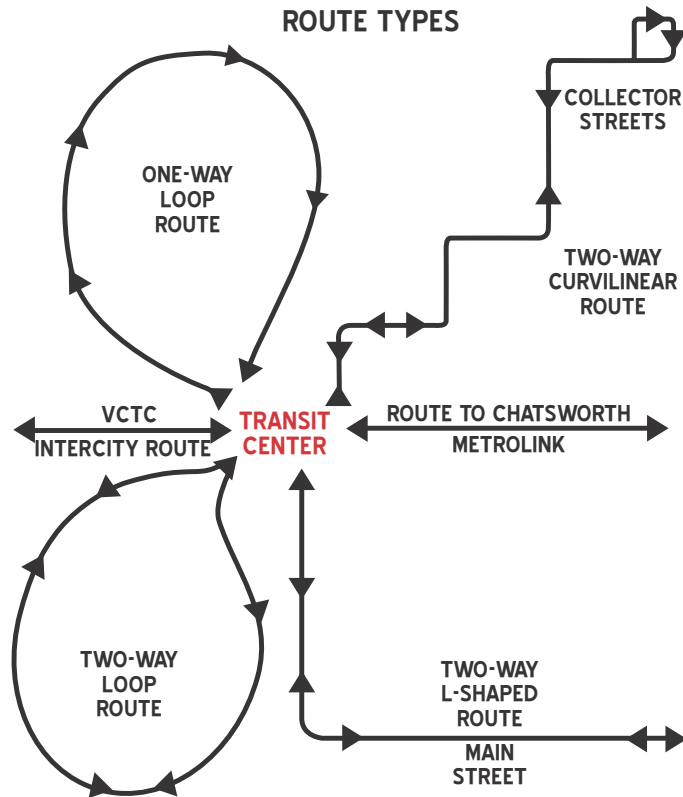 ROUTE TYPES
COLLECTOR
STREETS
ONE-WAY
LOOP
ROUTE
TWO-WAY
CURVILINEAR
ROUTE
VCTC
INTERCITY ROUTE
TRANSIT
CENTER
ROUTE TO CHATSWORTH
METROLINK
TWO-WAY
LOOP
ROUTE
TWO-WAY
L-SHAPED
ROUTE
MAIN
STREET